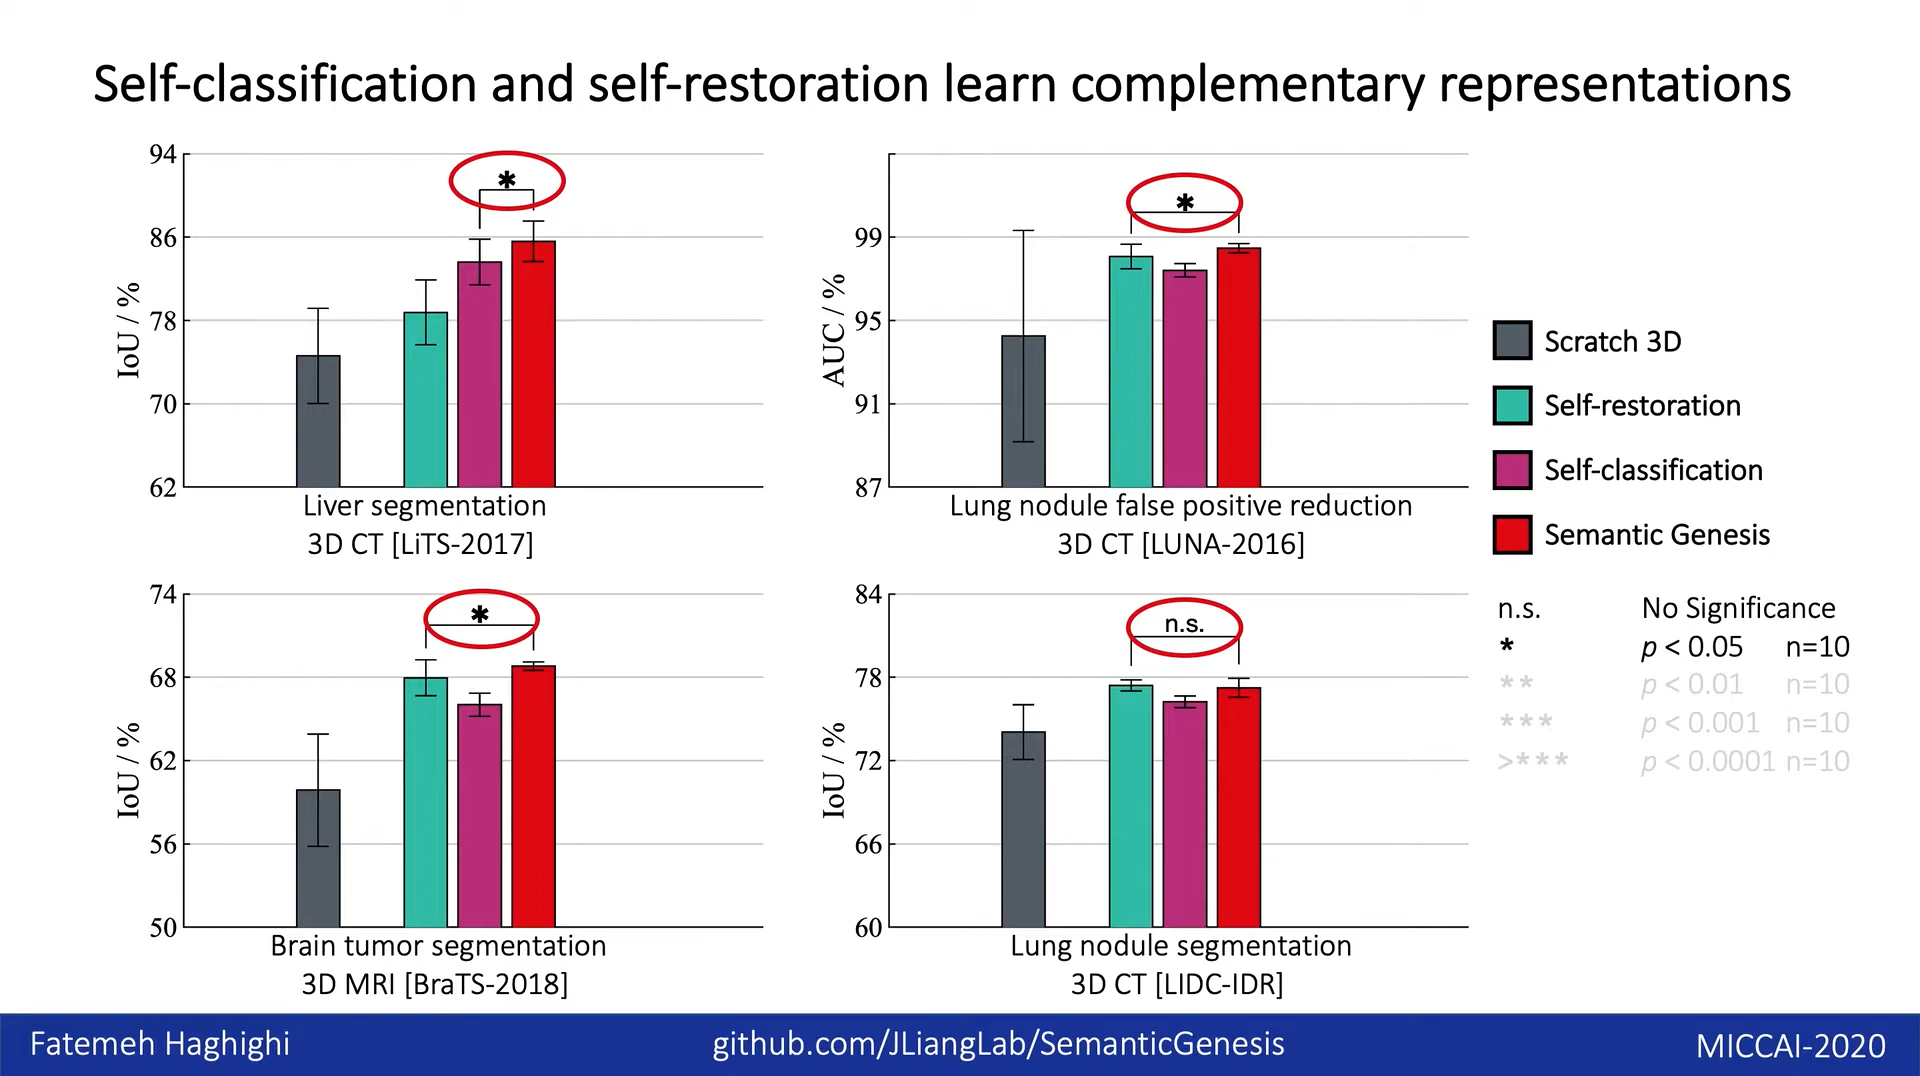 Self-classification and self-restoration learn complementary representations
94
86
78
70
62
IoU / %
*
Liver segmentation
3D CT [LiTS-2017]
99
95
91
87
AUC / %
*
Lung nodule false positive reduction
3D CT [LUNA-2016]
74
68
62
56
50
IoU / %
*
Brain tumor segmentation
3D MRI [BraTS-2018]
84
78
72
66
60
IoU / %
n.s.
Lung nodule segmentation
3D CT [LIDC-IDR]
Scratch 3D
Self-restoration
Self-classification
Semantic Genesis
n.s. No Significance
* p < 0.05 n=10
** p < 0.01 n=10
*** p < 0.001 n=10
>*** p < 0.0001 n=10
Fatemeh Haghighi
github.com/JLiangLab/SemanticGenesis
MICCAI-2020